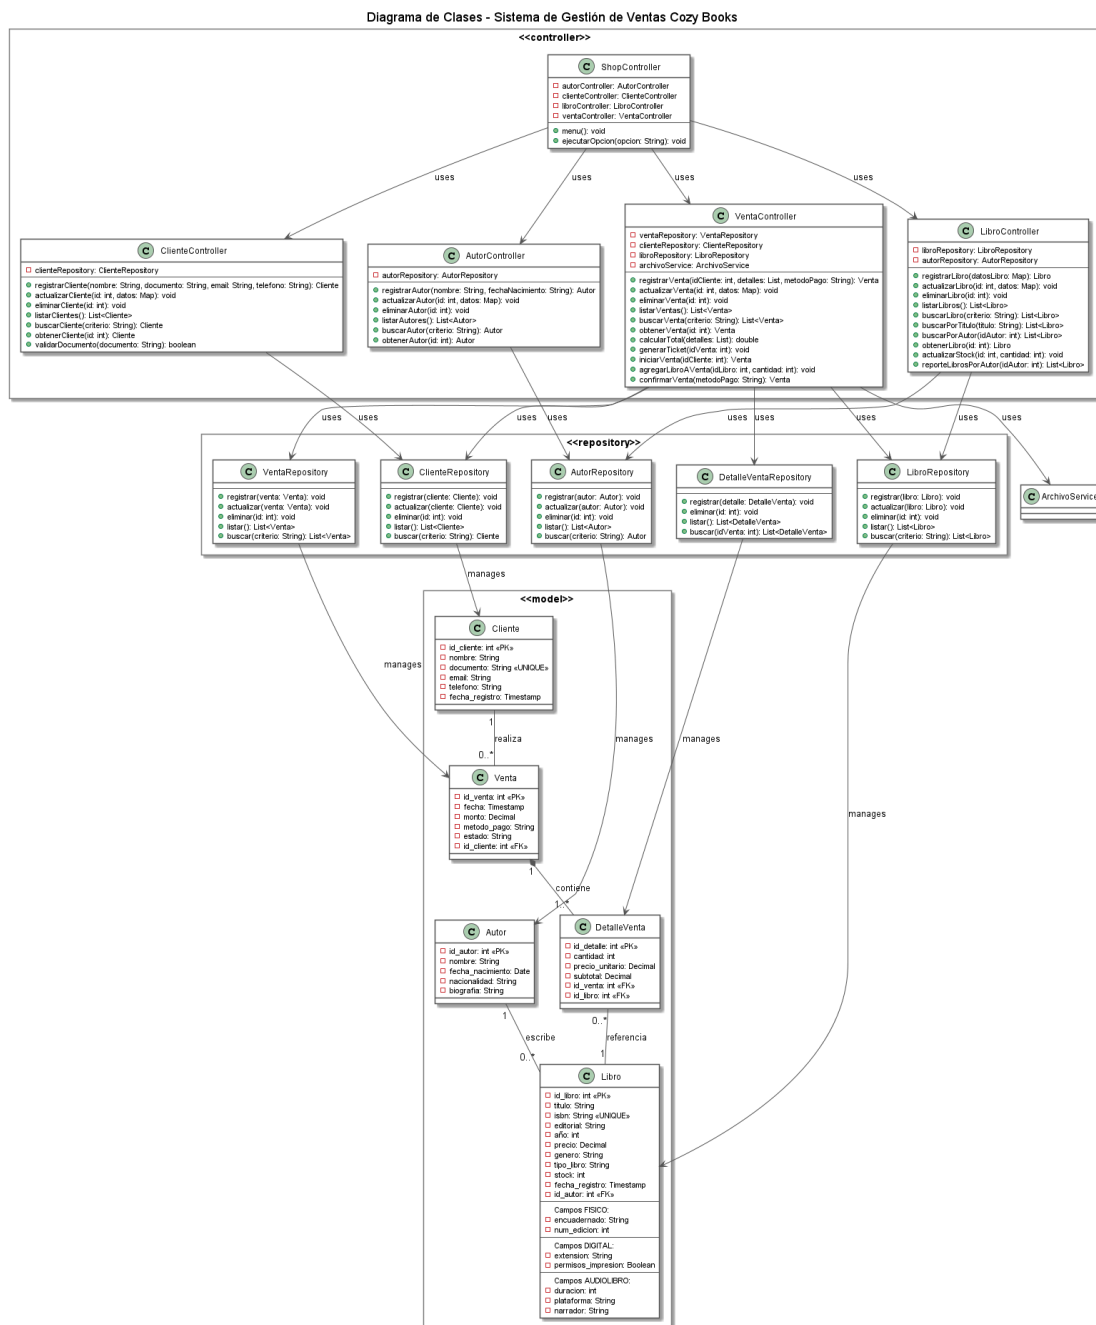 Diagrama de Clases - Sistema de Gestión de Ventas Cozy Books
<<controller>>
C ShopController
autorController: AutorController
clienteController: ClienteController
libroController: LibroController
ventaController: VentaController
menu(): void
ejecutarOpcion(opcion: String): void
uses
uses
uses
uses
C ClienteController
clienteRepository: ClienteRepository
registrarCliente(nombre: String, documento: String, email: String, telefono: String): Cliente
actualizarCliente(id: int, datos: Map): void
eliminarCliente(id: int): void
listarClientes(): List<Cliente>
buscarCliente(criterio: String): Cliente
obtenerCliente(id: int): Cliente
validarDocumento(documento: String): boolean
C AutorController
autorRepository: AutorRepository
registrarAutor(nombre: String, fechaNacimiento: String): Autor
actualizarAutor(id: int, datos: Map): void
eliminarAutor(id: int): void
listarAutores(): List<Autor>
buscarAutor(criterio: String): Autor
obtenerAutor(id: int): Autor
C VentaController
ventaRepository: VentaRepository
clienteRepository: ClienteRepository
libroRepository: LibroRepository
archivoService: ArchivoService
registrarVenta(idCliente: int, detalles: List, metodoPago: String): Venta
actualizarVenta(id: int, datos: Map): void
eliminarVenta(id: int): void
listarVentas(): List<Venta>
buscarVenta(criterio: String): List<Venta>
obtenerVenta(id: int): Venta
calcularTotal(detalles: List): double
generarTicket(idVenta: int): void
iniciarVenta(idCliente: int): Venta
agregarLibroAVenta(idLibro: int, cantidad: int): void
confirmarVenta(metodoPago: String): Venta
C LibroController
libroRepository: LibroRepository
autorRepository: AutorRepository
registrarLibro(datosLibro: Map): Libro
actualizarLibro(id: int, datos: Map): void
eliminarLibro(id: int): void
listarLibros(): List<Libro>
buscarLibro(criterio: String): List<Libro>
buscarPorTitulo(titulo: String): List<Libro>
buscarPorAutor(idAutor: int): List<Libro>
obtenerLibro(id: int): Libro
actualizarStock(id: int, cantidad: int): void
reporteLibrosPorAutor(idAutor: int): List<Libro>
uses
uses
uses
uses
uses
uses
uses
uses
<<repository>>
C VentaRepository
registrar(venta: Venta): void
actualizar(venta: Venta): void
eliminar(id: int): void
listar(): List<Venta>
buscar(criterio: String): List<Venta>
C ClienteRepository
registrar(cliente: Cliente): void
actualizar(cliente: Cliente): void
eliminar(id: int): void
listar(): List<Cliente>
buscar(criterio: String): Cliente
C AutorRepository
registrar(autor: Autor): void
actualizar(autor: Autor): void
eliminar(id: int): void
listar(): List<Autor>
buscar(criterio: String): Autor
C DetalleVentaRepository
registrar(detalle: DetalleVenta): void
eliminar(id: int): void
listar(): List<DetalleVenta>
buscar(idVenta: int): List<DetalleVenta>
C LibroRepository
registrar(libro: Libro): void
actualizar(libro: Libro): void
eliminar(id: int): void
listar(): List<Libro>
buscar(criterio: String): List<Libro>
C ArchivoService
manages
<<model>>
C Cliente
id_cliente: int «PK»
nombre: String
documento: String «UNIQUE»
email: String
telefono: String
fecha_registro: Timestamp
manages
1
realiza
0..*
manages
manages
C Venta
id_venta: int «PK»
fecha: Timestamp
monto: Decimal
metodo_pago: String
estado: String
id_cliente: int «FK»
manages
1
contiene
1..*
C Autor
id_autor: int «PK»
nombre: String
fecha_nacimiento: Date
nacionalidad: String
biografia: String
C DetalleVenta
id_detalle: int «PK»
cantidad: int
precio_unitario: Decimal
subtotal: Decimal
id_venta: int «FK»
id_libro: int «FK»
1
escribe
0..*
0..*
referencia
1
C Libro
id_libro: int «PK»
titulo: String
isbn: String «UNIQUE»
editorial: String
año: int
precio: Decimal
genero: String
tipo_libro: String
stock: int
fecha_registro: Timestamp
id_autor: int «FK»
Campos FISICO:
encuadernado: String
num_edicion: int
Campos DIGITAL:
extension: String
permisos_impresion: Boolean
Campos AUDIOLIBRO:
duracion: int
plataforma: String
narrador: String